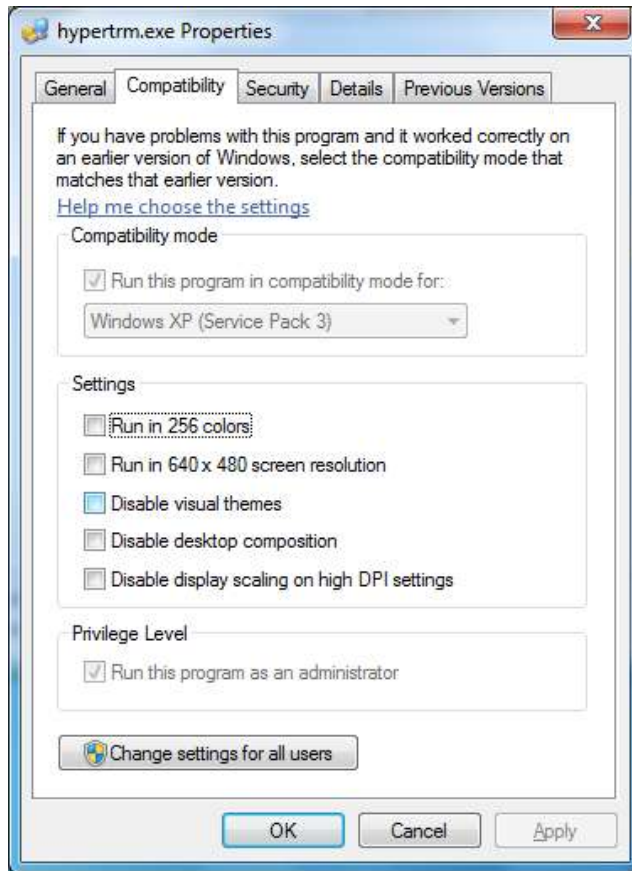 hypertrm.exe Properties
General Compatibility Security Details Previous Versions
If you have problems with this program and it worked correctly on
an earlier version of Windows, select the compatibility mode that
matches that earlier version.
Help me choose the settings
Compatibility mode
Run this program in compatibility mode for:
Windows XP (Service Pack 3)
Settings
Run in 256 colors
Run in 640 x 480 screen resolution
Disable visual themes
Disable desktop composition
Disable display scaling on high DPI settings
Privilege Level
Run this program as an administrator
Change settings for all users
OK Cancel Apply